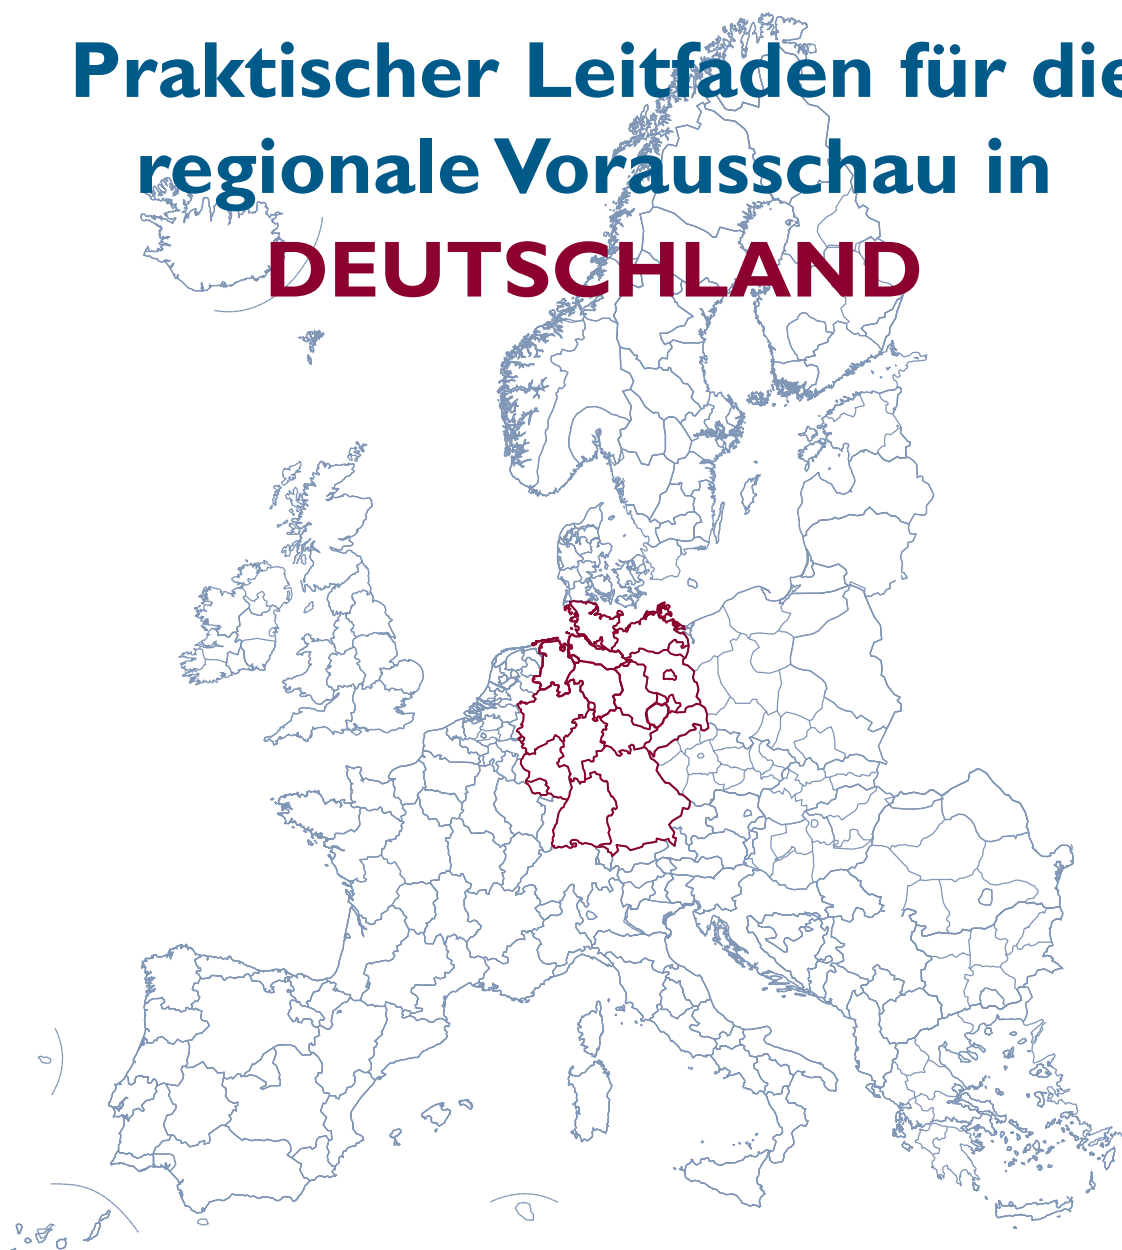 Praktischer Leitfaden für die
regionale Vorausschau in
DEUTSCHLAND